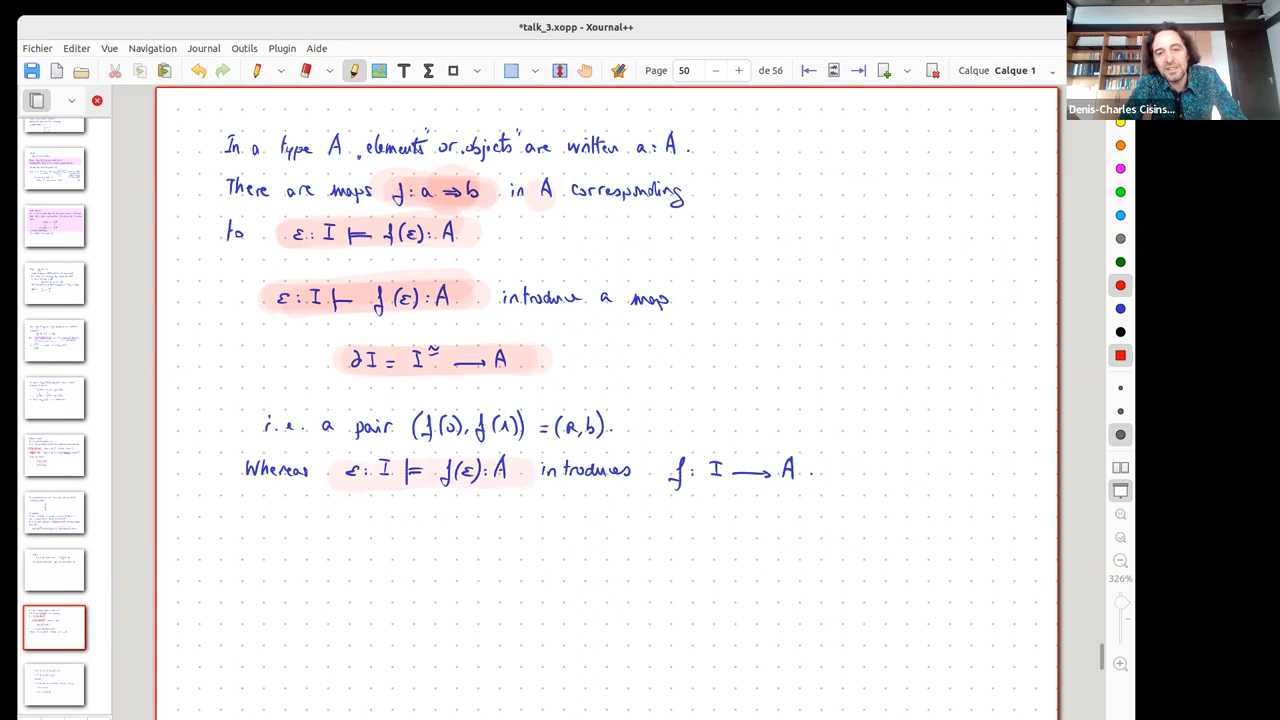 *talk_3.xopp - Xournal++
Fichier Editer Vue Navigation Journal Outils Plugin Aide
Page 50 de 56 Calque Calque 1
Denis-Charles Cisins...
In a type A "elements" or "objects" are written a : A.
There are maps f : a ⇒ b in A corresponding
to ε : I ⊨ f(ε) : A
ε : I ⊢ f(ε) : A introduce a map
∂I = I^≃ ⟶ A
i.e. a pair (f(0), f(1)) = (a, b).
Whereas ε : I ⊨ f(ε) : A introduces f : I ⟶ A.
326%